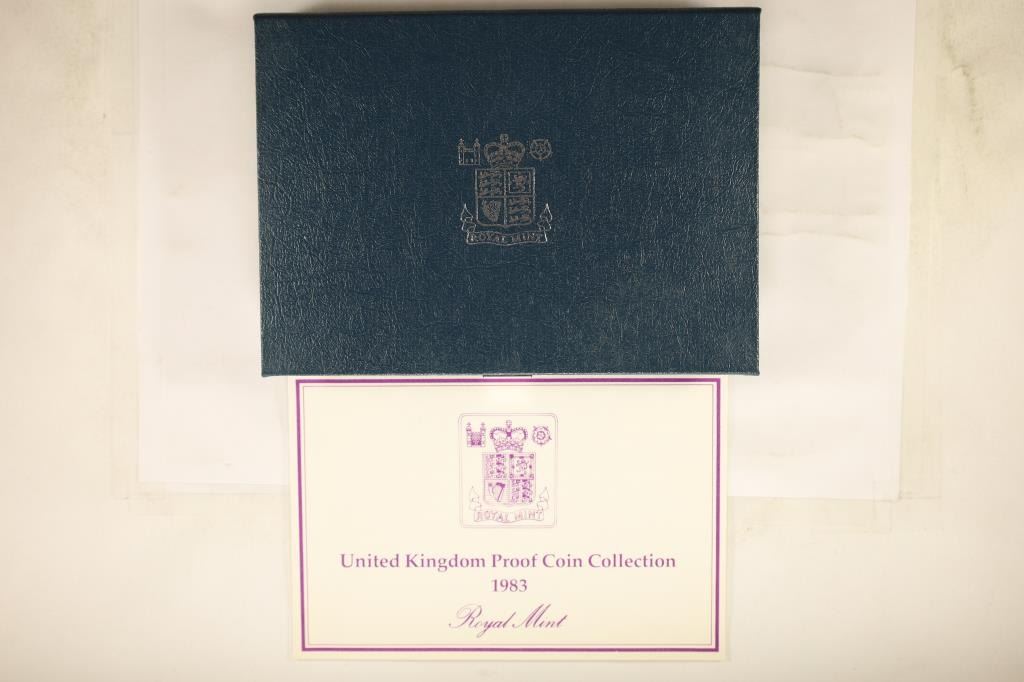 ROYAL MINT
ROYAL MINT
United Kingdom Proof Coin Collection
1983
Royal Mint